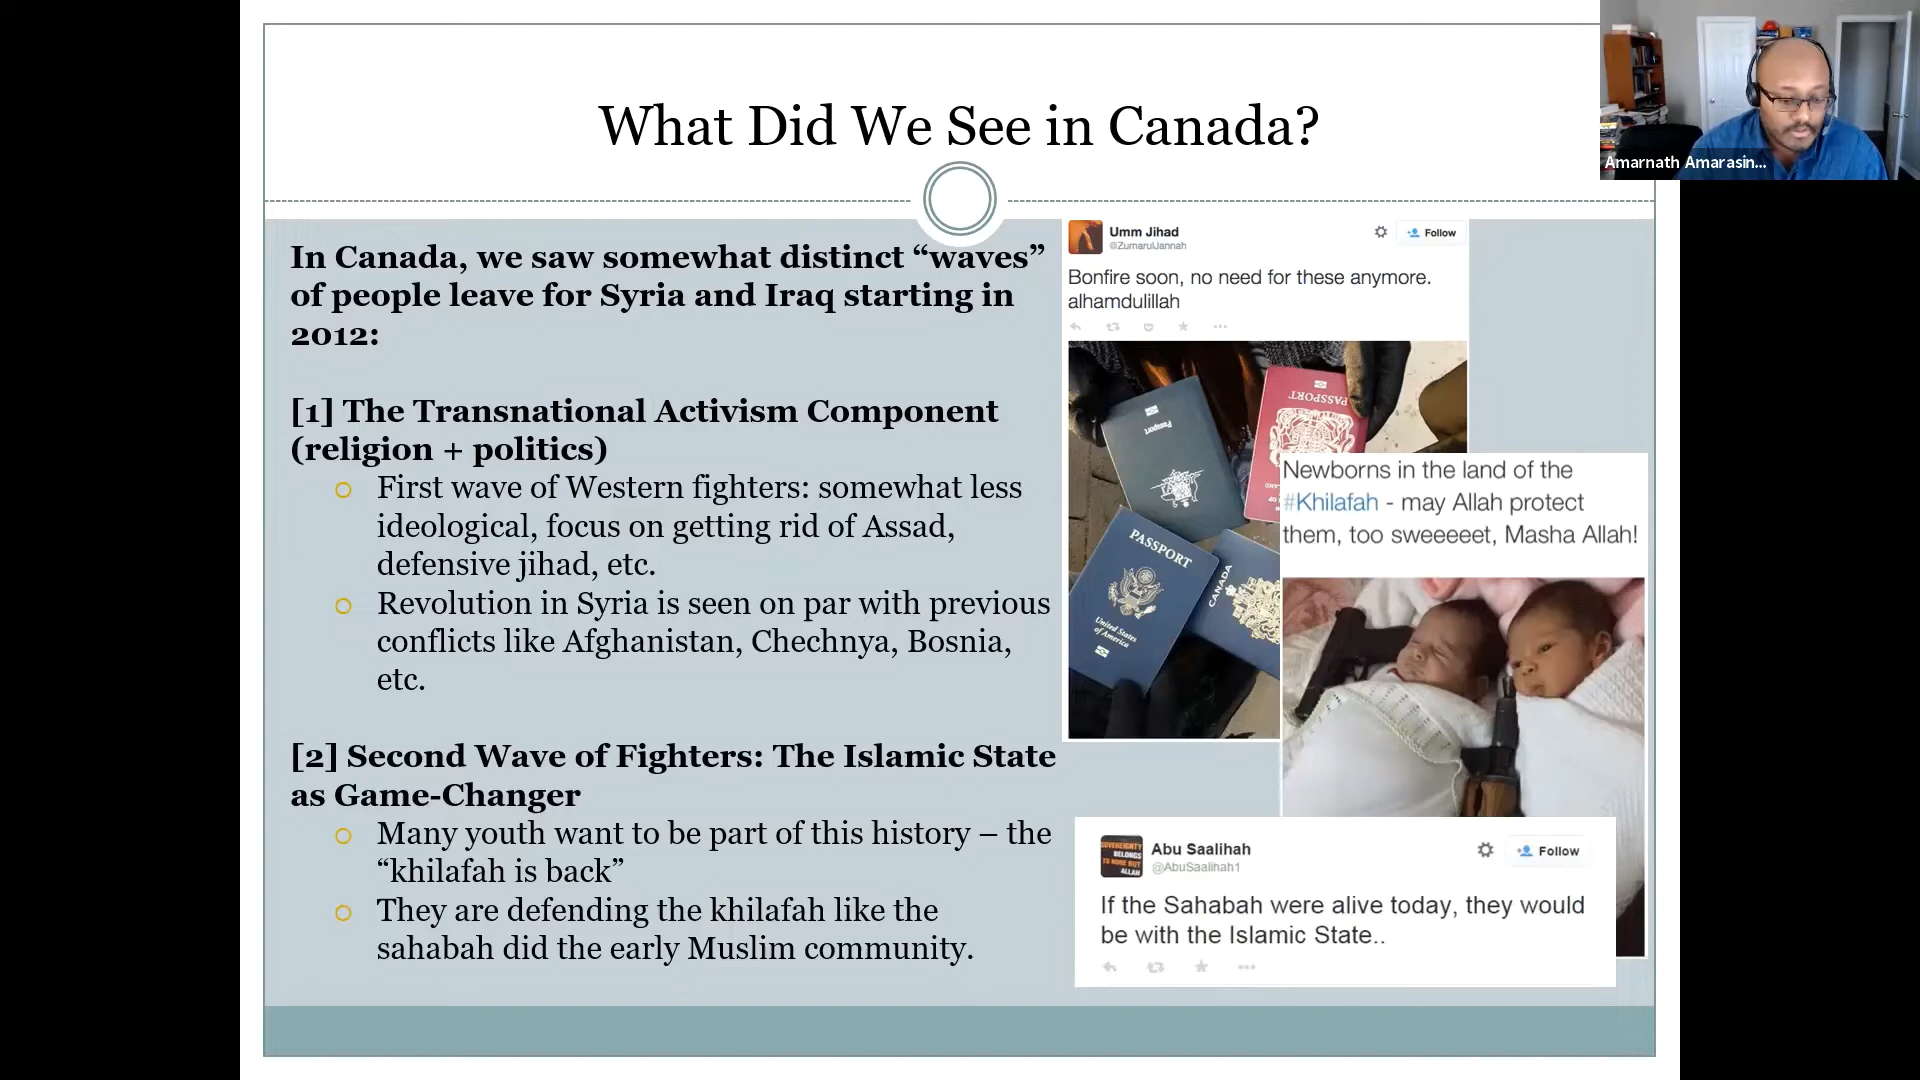 What Did We See in Canada?
Amarnath Amarasin...
In Canada, we saw somewhat distinct “waves”
of people leave for Syria and Iraq starting in
2012:
[1] The Transnational Activism Component
(religion + politics)
First wave of Western fighters: somewhat less
ideological, focus on getting rid of Assad,
defensive jihad, etc.
Revolution in Syria is seen on par with previous
conflicts like Afghanistan, Chechnya, Bosnia,
etc.
[2] Second Wave of Fighters: The Islamic State
as Game-Changer
Many youth want to be part of this history – the
“khilafah is back”
They are defending the khilafah like the
sahabah did the early Muslim community.
Umm Jihad
@ZumarulJannah
Follow
Bonfire soon, no need for these anymore.
alhamdulillah
Passport
PASSPORT
PASSPORT
United States
of America
CANADA
Newborns in the land of the
#Khilafah - may Allah protect
them, too sweeeeet, Masha Allah!
SOVEREIGNTY
BELONGS
TO NONE BUT
ALLAH
Abu Saalihah
@AbuSaalihah1
Follow
If the Sahabah were alive today, they would
be with the Islamic State..